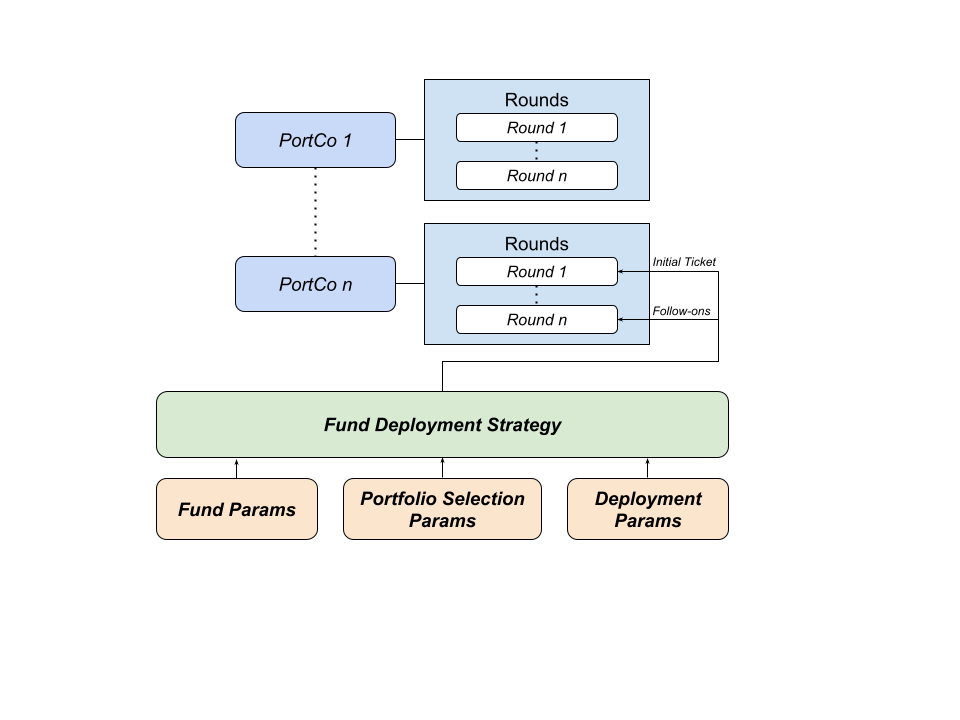 Rounds
PortCo 1
Round 1
Round n
Rounds
PortCo n
Round 1
Initial Ticket
Round n
Follow-ons
Fund Deployment Strategy
Fund Params
Portfolio Selection
Params
Deployment
Params